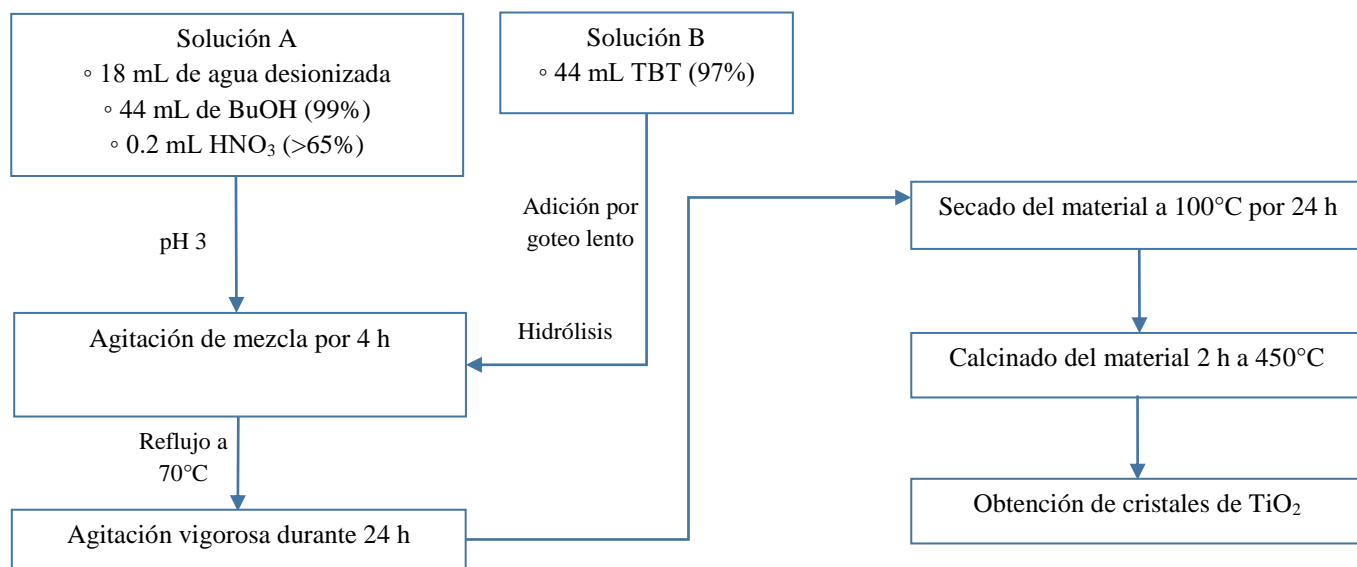 Solución A
◦ 18 mL de agua desionizada
◦ 44 mL de BuOH (99%)
◦ 0.2 mL HNO₃ (>65%)
Solución B
◦ 44 mL TBT (97%)
pH 3
Adición por
goteo lento
Hidrólisis
Agitación de mezcla por 4 h
Reflujo a
70°C
Agitación vigorosa durante 24 h
Secado del material a 100°C por 24 h
Calcinado del material 2 h a 450°C
Obtención de cristales de TiO₂